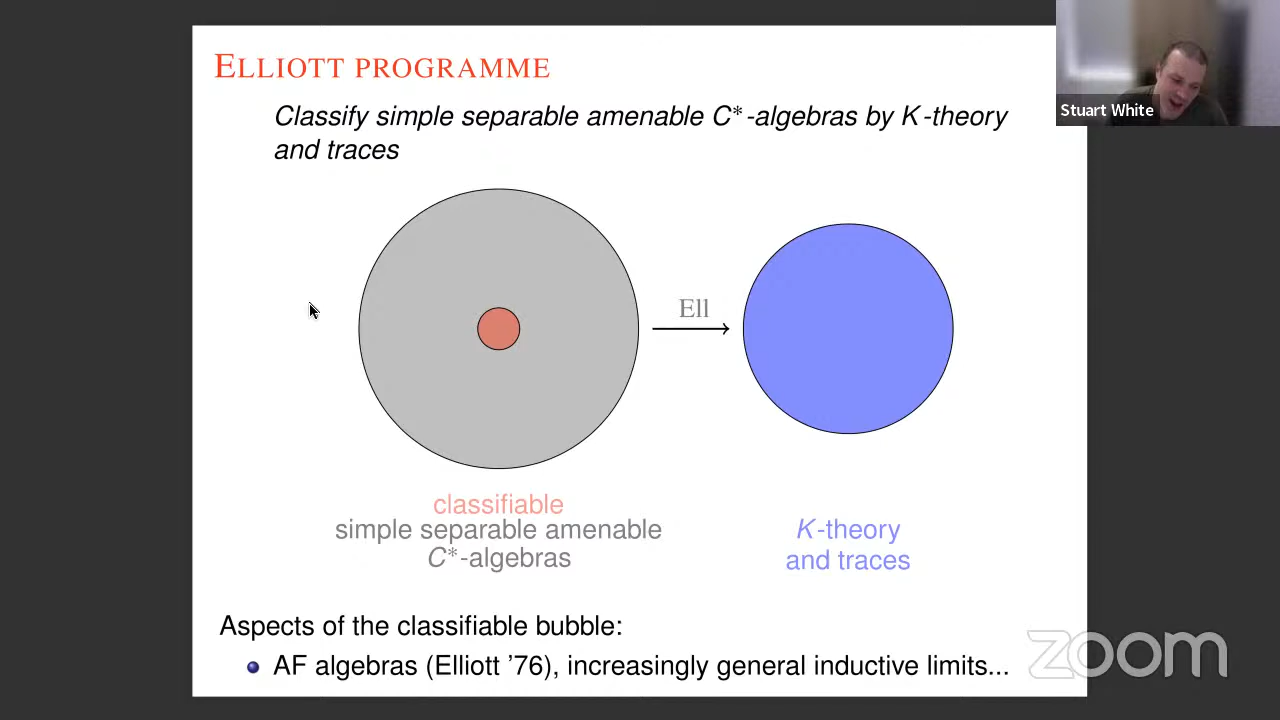 ELLIOTT PROGRAMME
Stuart White
Classify simple separable amenable C*-algebras by K-theory
and traces
Ell
classifiable
simple separable amenable
C*-algebras
K-theory
and traces
Aspects of the classifiable bubble:
AF algebras (Elliott '76), increasingly general inductive limits...
zoom